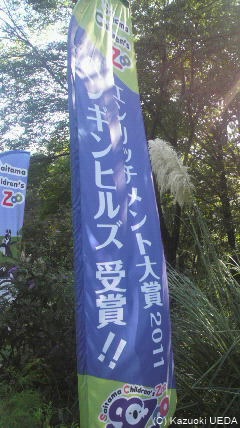 Saitama
Children's
Zoo
ンリッチメント大賞2011
ギンヒルズ 受賞!!
Saitama
Children's
Zoo
Saitama Children's Zoo
(C) Kazuoki UEDA